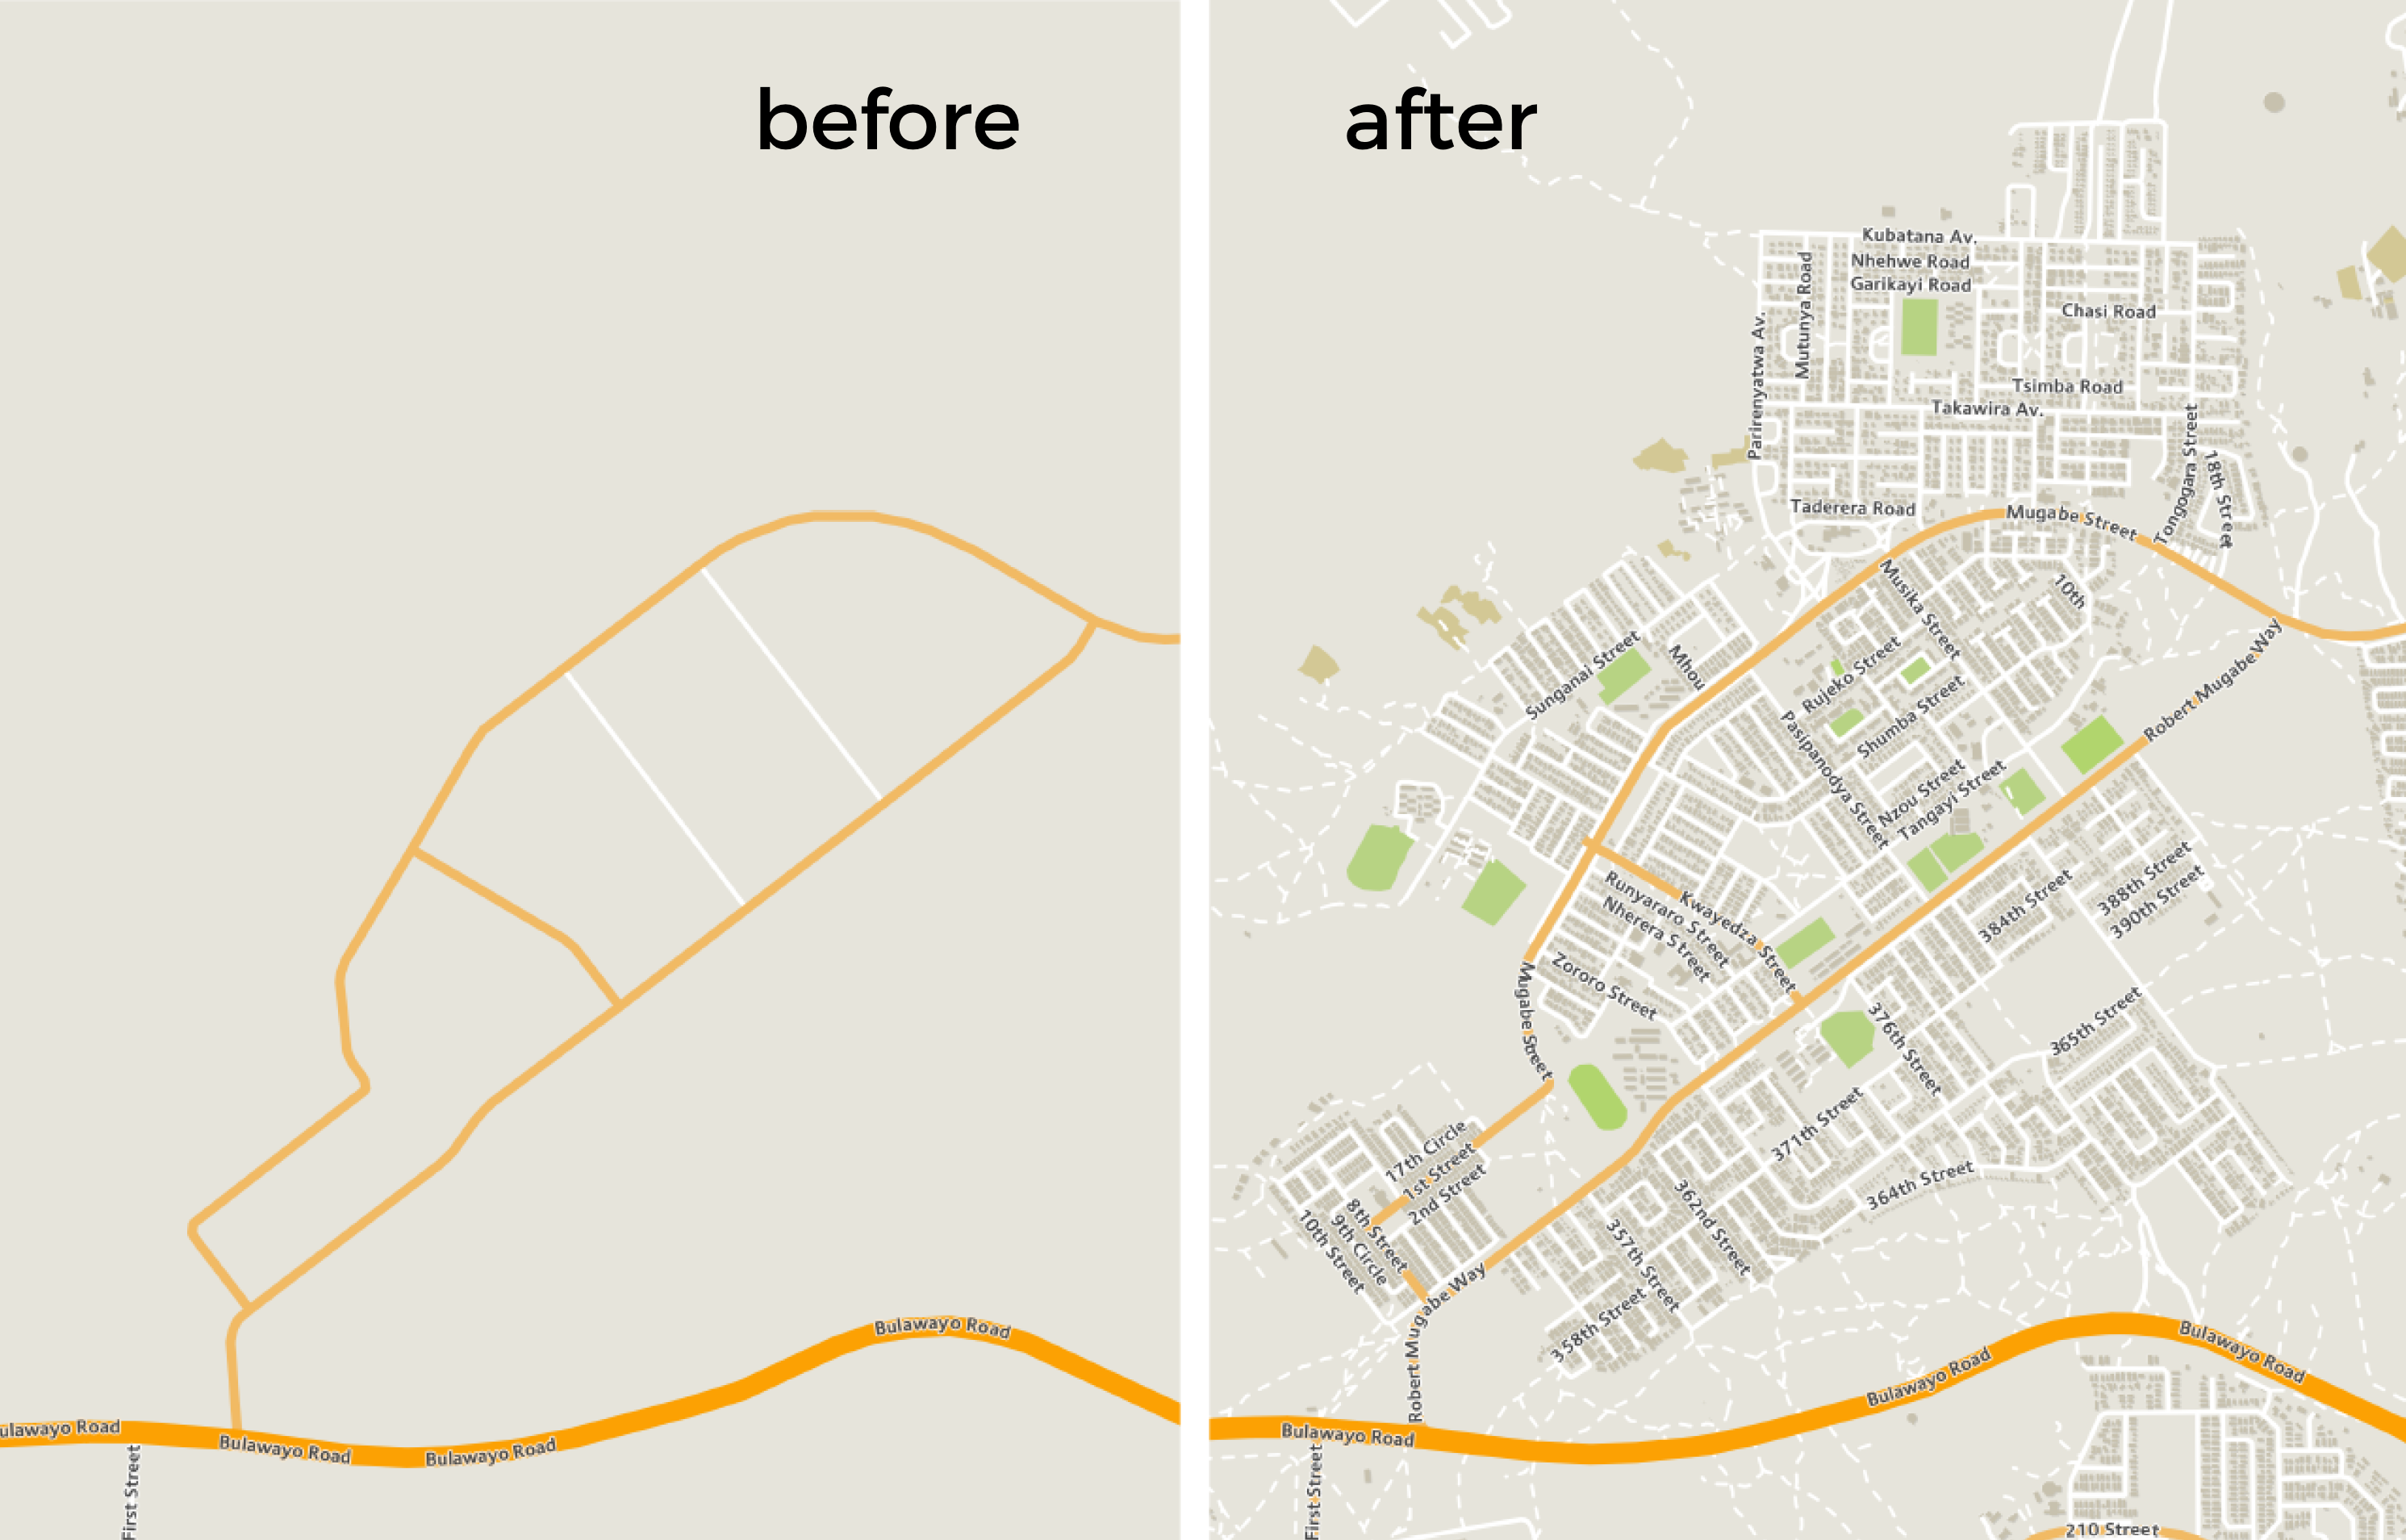 before
ulawayo Road
Bulawayo Road
Bulawayo Road
Bulawayo Road
First Street
after
Kubatana Av.
Nhehwe Road
Garikayi Road
Mutunya Road
Parirenyatwa Av.
Chasi Road
Tsimba Road
Takawira Av.
Tongogara Street
18th Street
Taderera Road
Mugabe Street
Musika Street
10th
Sunganai Street
Mhou
Rujeko Street
Shumba Street
Robert Mugabe Way
Pasipanodya Street
Nzou Street
Tangayi Street
Runyararo Street
Nherera Street
Kwayedza Street
Zororo Street
Mugabe Street
384th Street
388th Street
390th Street
376th Street
365th Street
371th Street
364th Street
362nd Street
357th Street
358th Street
17th Circle
1st Street
2nd Street
8th Street
9th Circle
10th Street
Robert Mugabe Way
Bulawayo Road
Bulawayo Road
Bulawayo Road
First Street
210 Street